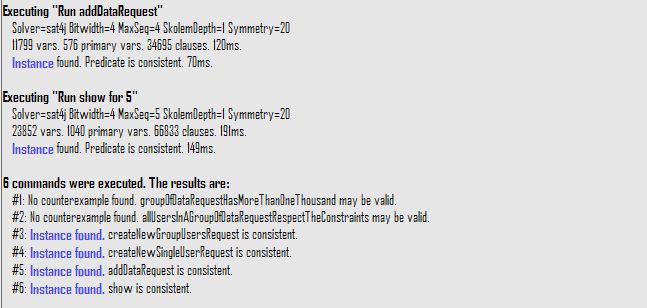 Executing "Run addDataRequest"
Solver=sat4j Bitwidth=4 MaxSeq=4 SkolemDepth=1 Symmetry=20
11799 vars. 576 primary vars. 34695 clauses. 120ms.
Instance found. Predicate is consistent. 70ms.
Executing "Run show for 5"
Solver=sat4j Bitwidth=4 MaxSeq=5 SkolemDepth=1 Symmetry=20
23852 vars. 1040 primary vars. 66833 clauses. 191ms.
Instance found. Predicate is consistent. 149ms.
6 commands were executed. The results are:
#1: No counterexample found. groupOfDataRequestHasMoreThanOneThousand may be valid.
#2: No counterexample found. allUsersInAGroupOfDataRequestRespectTheConstraints may be valid.
#3: Instance found. createNewGroupUsersRequest is consistent.
#4: Instance found. createNewSingleUserRequest is consistent.
#5: Instance found. addDataRequest is consistent.
#6: Instance found. show is consistent.